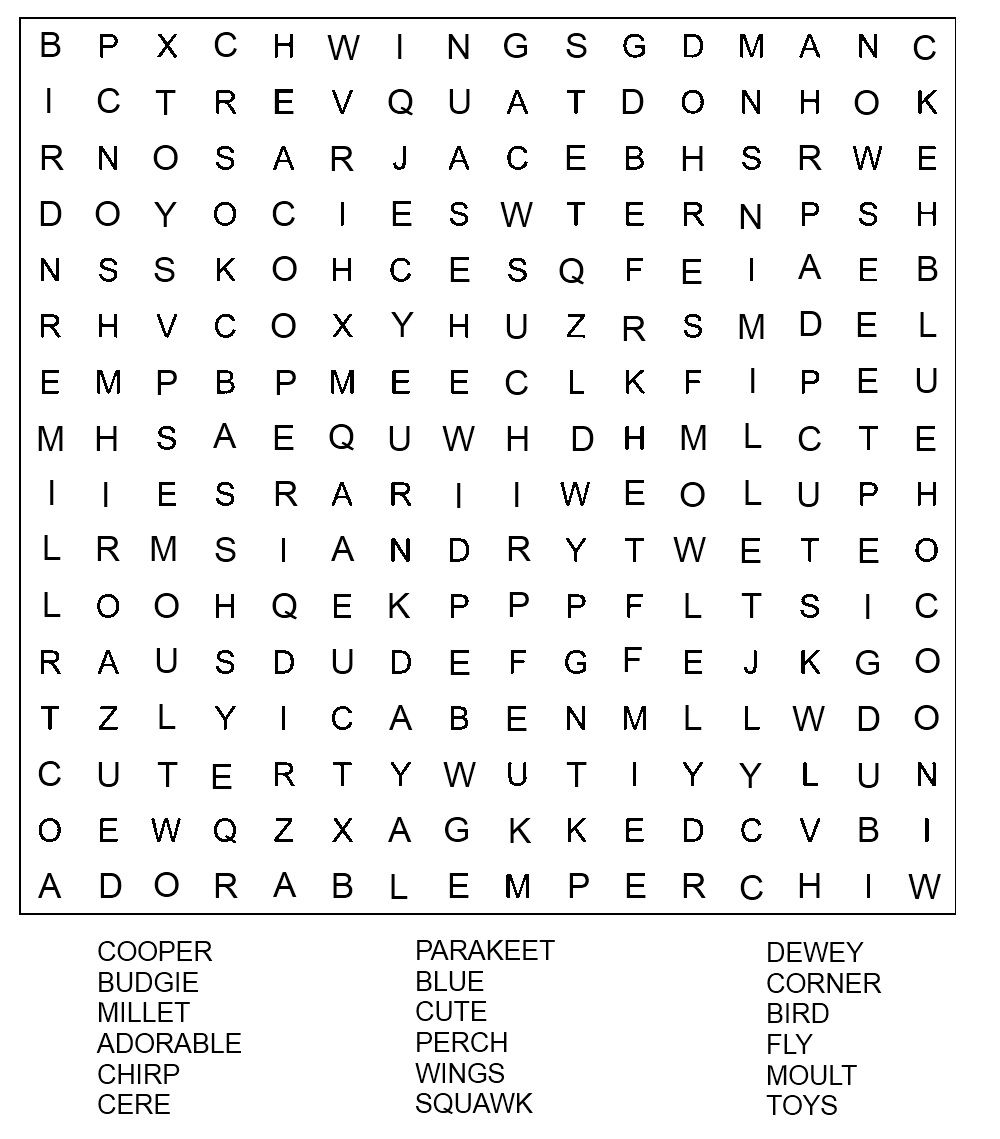 B P X C H W I N G S G D M A N C
I C T R E V Q U A T D O N H O K
R N O S A R J A C E B H S R W E
D O Y O C I E S W T E R N P S H
N S S K O H C E S Q F E I A E B
R H V C O X Y H U Z R S M D E L
E M P B P M E E C L K F I P E U
M H S A E Q U W H D H M L C T E
I I E S R A R I I W E O L U P H
L R M S I A N D R Y T W E T E O
L O O H Q E K P P P F L T S I C
R A U S D U D E F G F E J K G O
T Z L Y I C A B E N M L L W D O
C U T E R T Y W U T I Y Y L U N
O E W Q Z X A G K K E D C V B I
A D O R A B L E M P E R C H I W
COOPER PARAKEET DEWEY
BUDGIE BLUE CORNER
MILLET CUTE BIRD
ADORABLE PERCH FLY
CHIRP WINGS MOULT
CERE SQUAWK TOYS